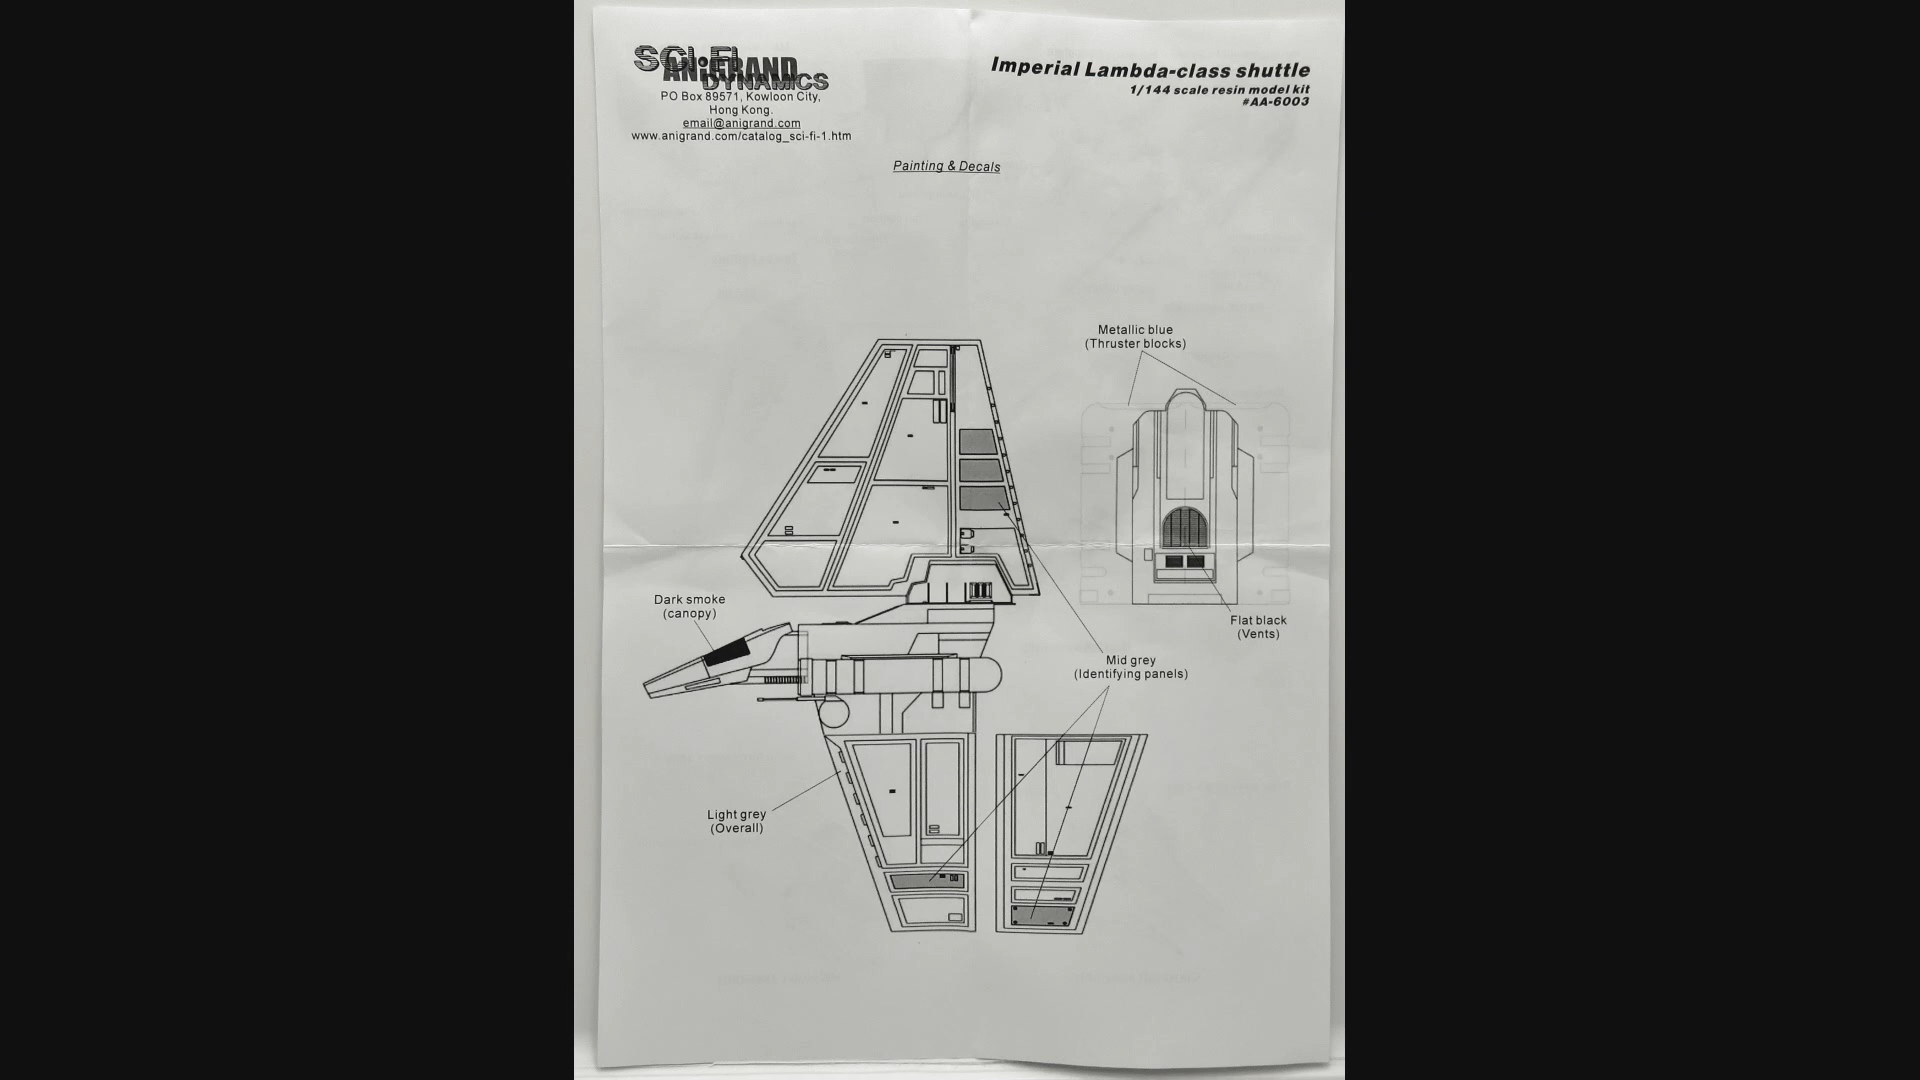 SCI-FI
ANIGRAND
DYNAMICS
PO Box 89571, Kowloon City,
Hong Kong.
email@anigrand.com
www.anigrand.com/catalog_sci-fi-1.htm
Imperial Lambda-class shuttle
1/144 scale resin model kit
#AA-6003
Painting & Decals
Metallic blue
(Thruster blocks)
Dark smoke
(canopy)
Flat black
(Vents)
Mid grey
(Identifying panels)
Light grey
(Overall)